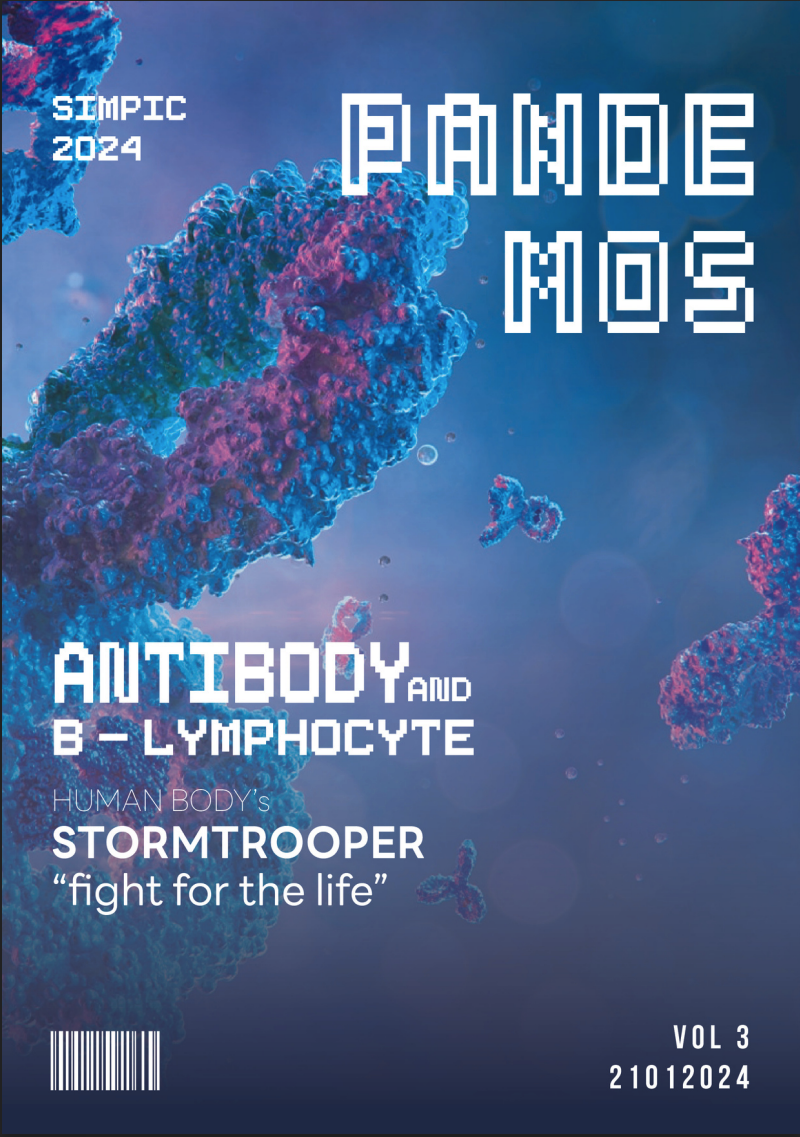 SIMPIC
2024
PANDE
MOS
ANTIBODY AND
B - LYMPHOCYTE
HUMAN BODY's
STORMTROOPER
“fight for the life”
VOL 3
21012024